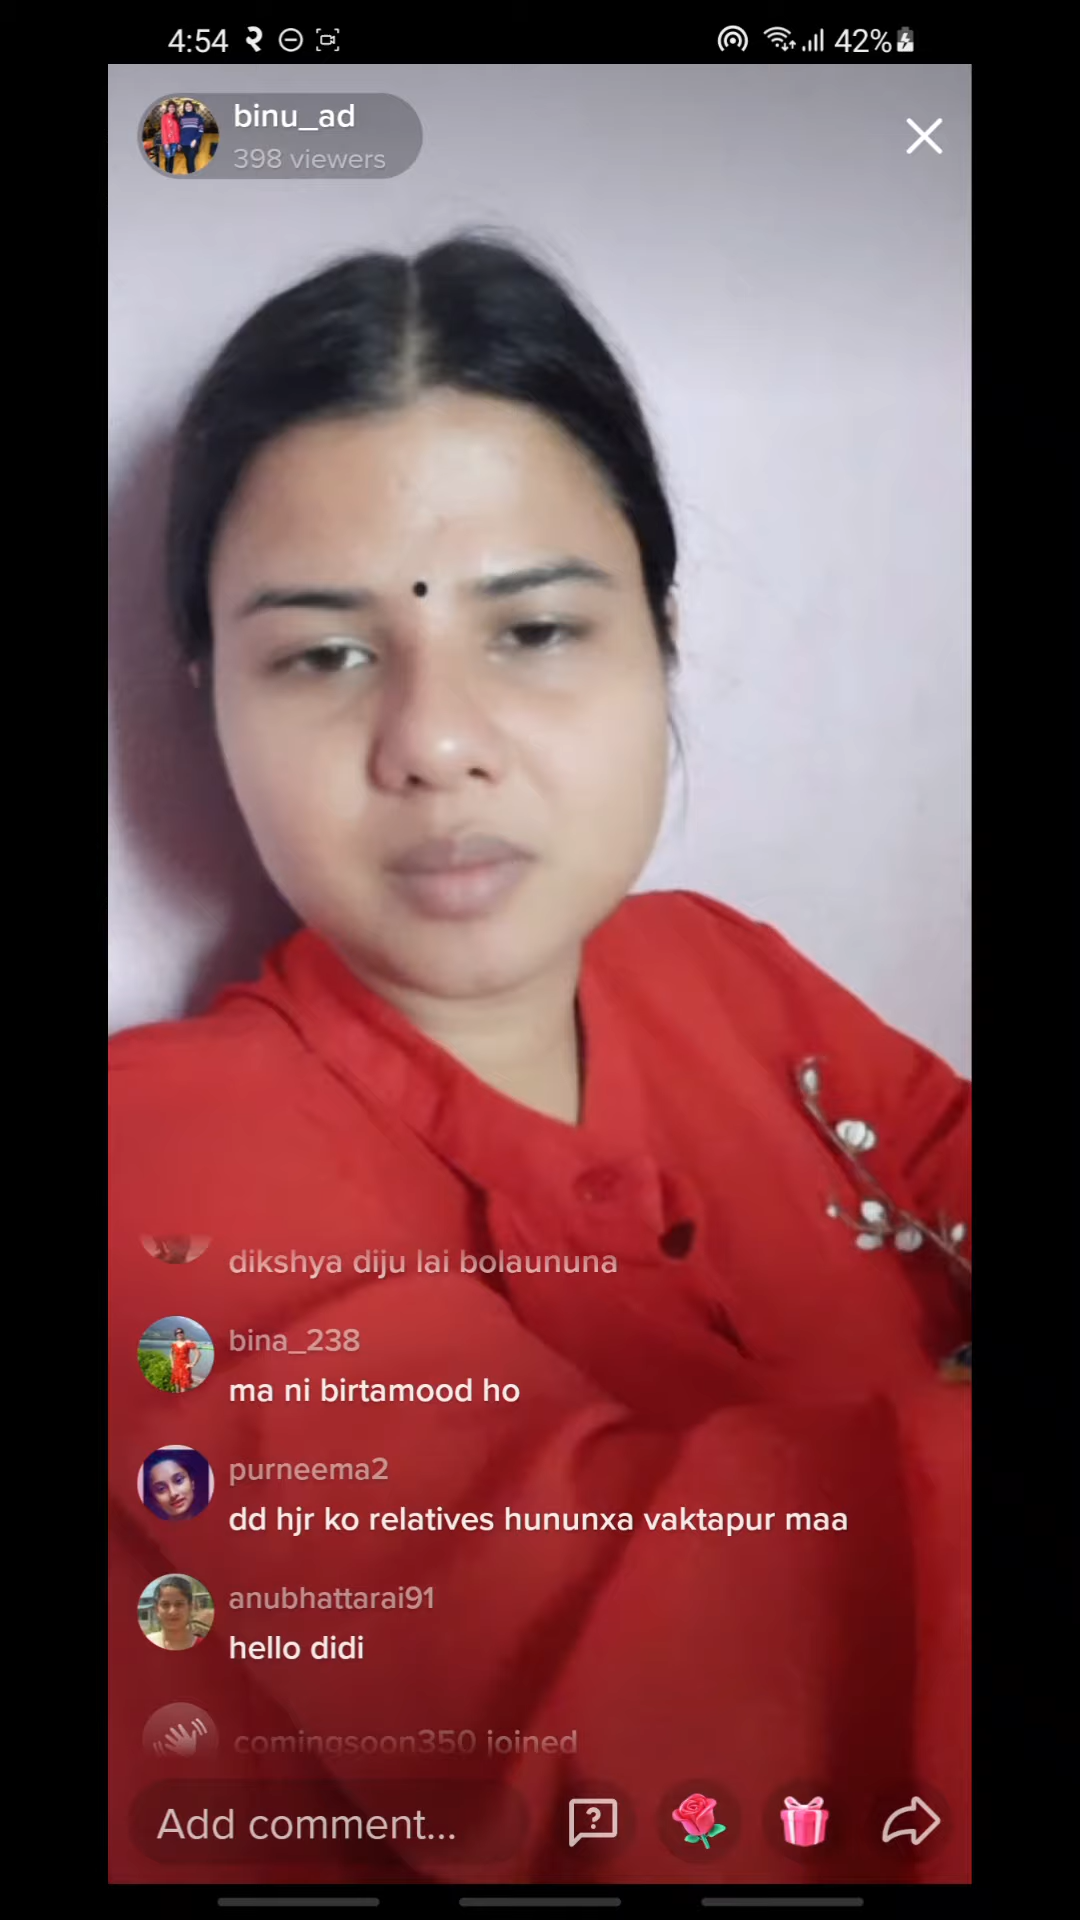 4:54
42%
binu_ad
398 viewers
dikshya diju lai bolaununa
bina_238
ma ni birtamood ho
purneema2
dd hjr ko relatives hununxa vaktapur maa
anubhattarai91
hello didi
comingsoon350 joined
Add comment...